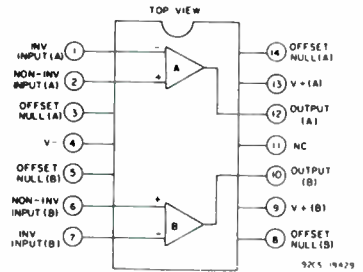 TOP VIEW
INV
INPUT(A)
1
NON-INV
INPUT(A)
2
OFFSET
NULL(A)
3
V-
4
OFFSET
NULL(B)
5
NON-INV
INPUT(B)
6
INV
INPUT(B)
7
-
+
A
+
-
B
14
OFFSET
NULL(A)
13
V+(A)
12
OUTPUT
(A)
11
NC
10
OUTPUT
(B)
9
V+(B)
8
OFFSET
NULL(B)
92CS 19429